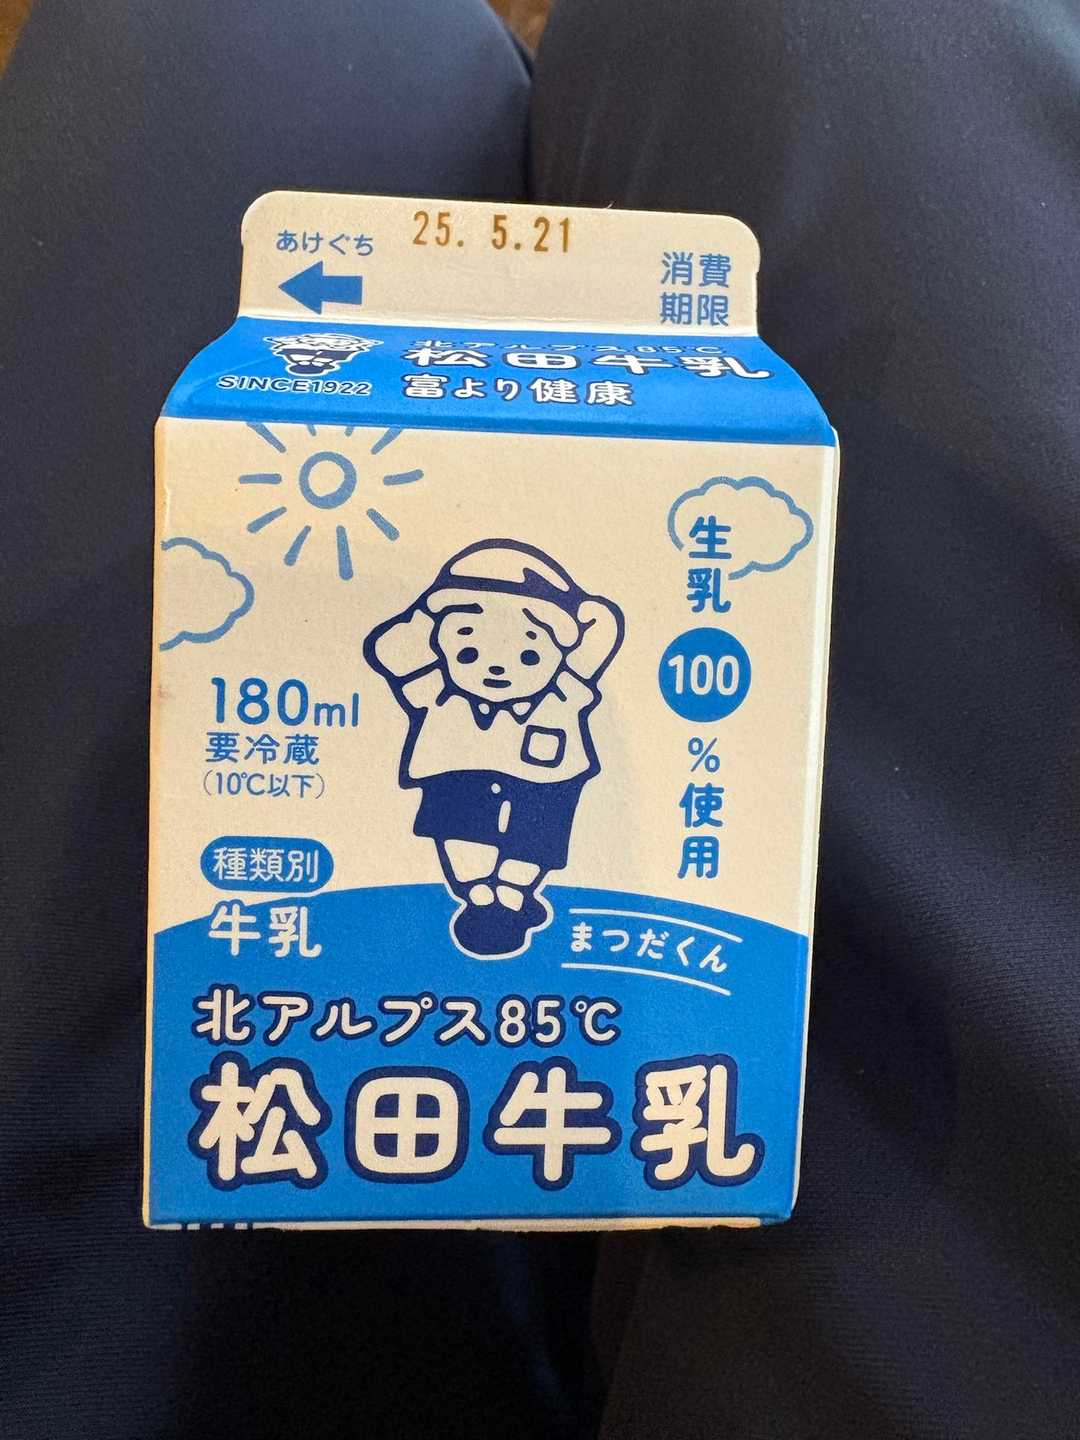 25. 5.21
あけぐち
消費
期限
SINCE1922
北アルプス85℃
松田牛乳
富より健康
生乳
100
%
使用
180ml
要冷蔵
(10℃以下)
種類別
牛乳
まつだくん
北アルプス85℃
松田牛乳